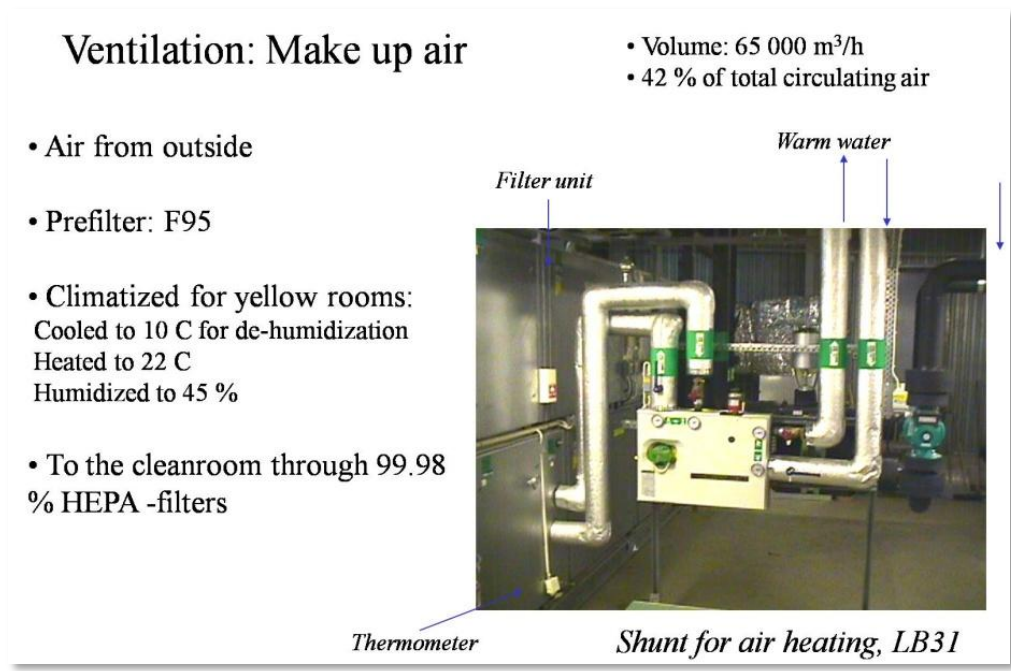 Ventilation: Make up air
• Volume: 65 000 m³/h
• 42 % of total circulating air
• Air from outside
• Prefilter: F95
• Climatized for yellow rooms:
Cooled to 10 C for de-humidization
Heated to 22 C
Humidized to 45 %
• To the cleanroom through 99.98
% HEPA -filters
Warm water
Filter unit
Thermometer
Shunt for air heating, LB31